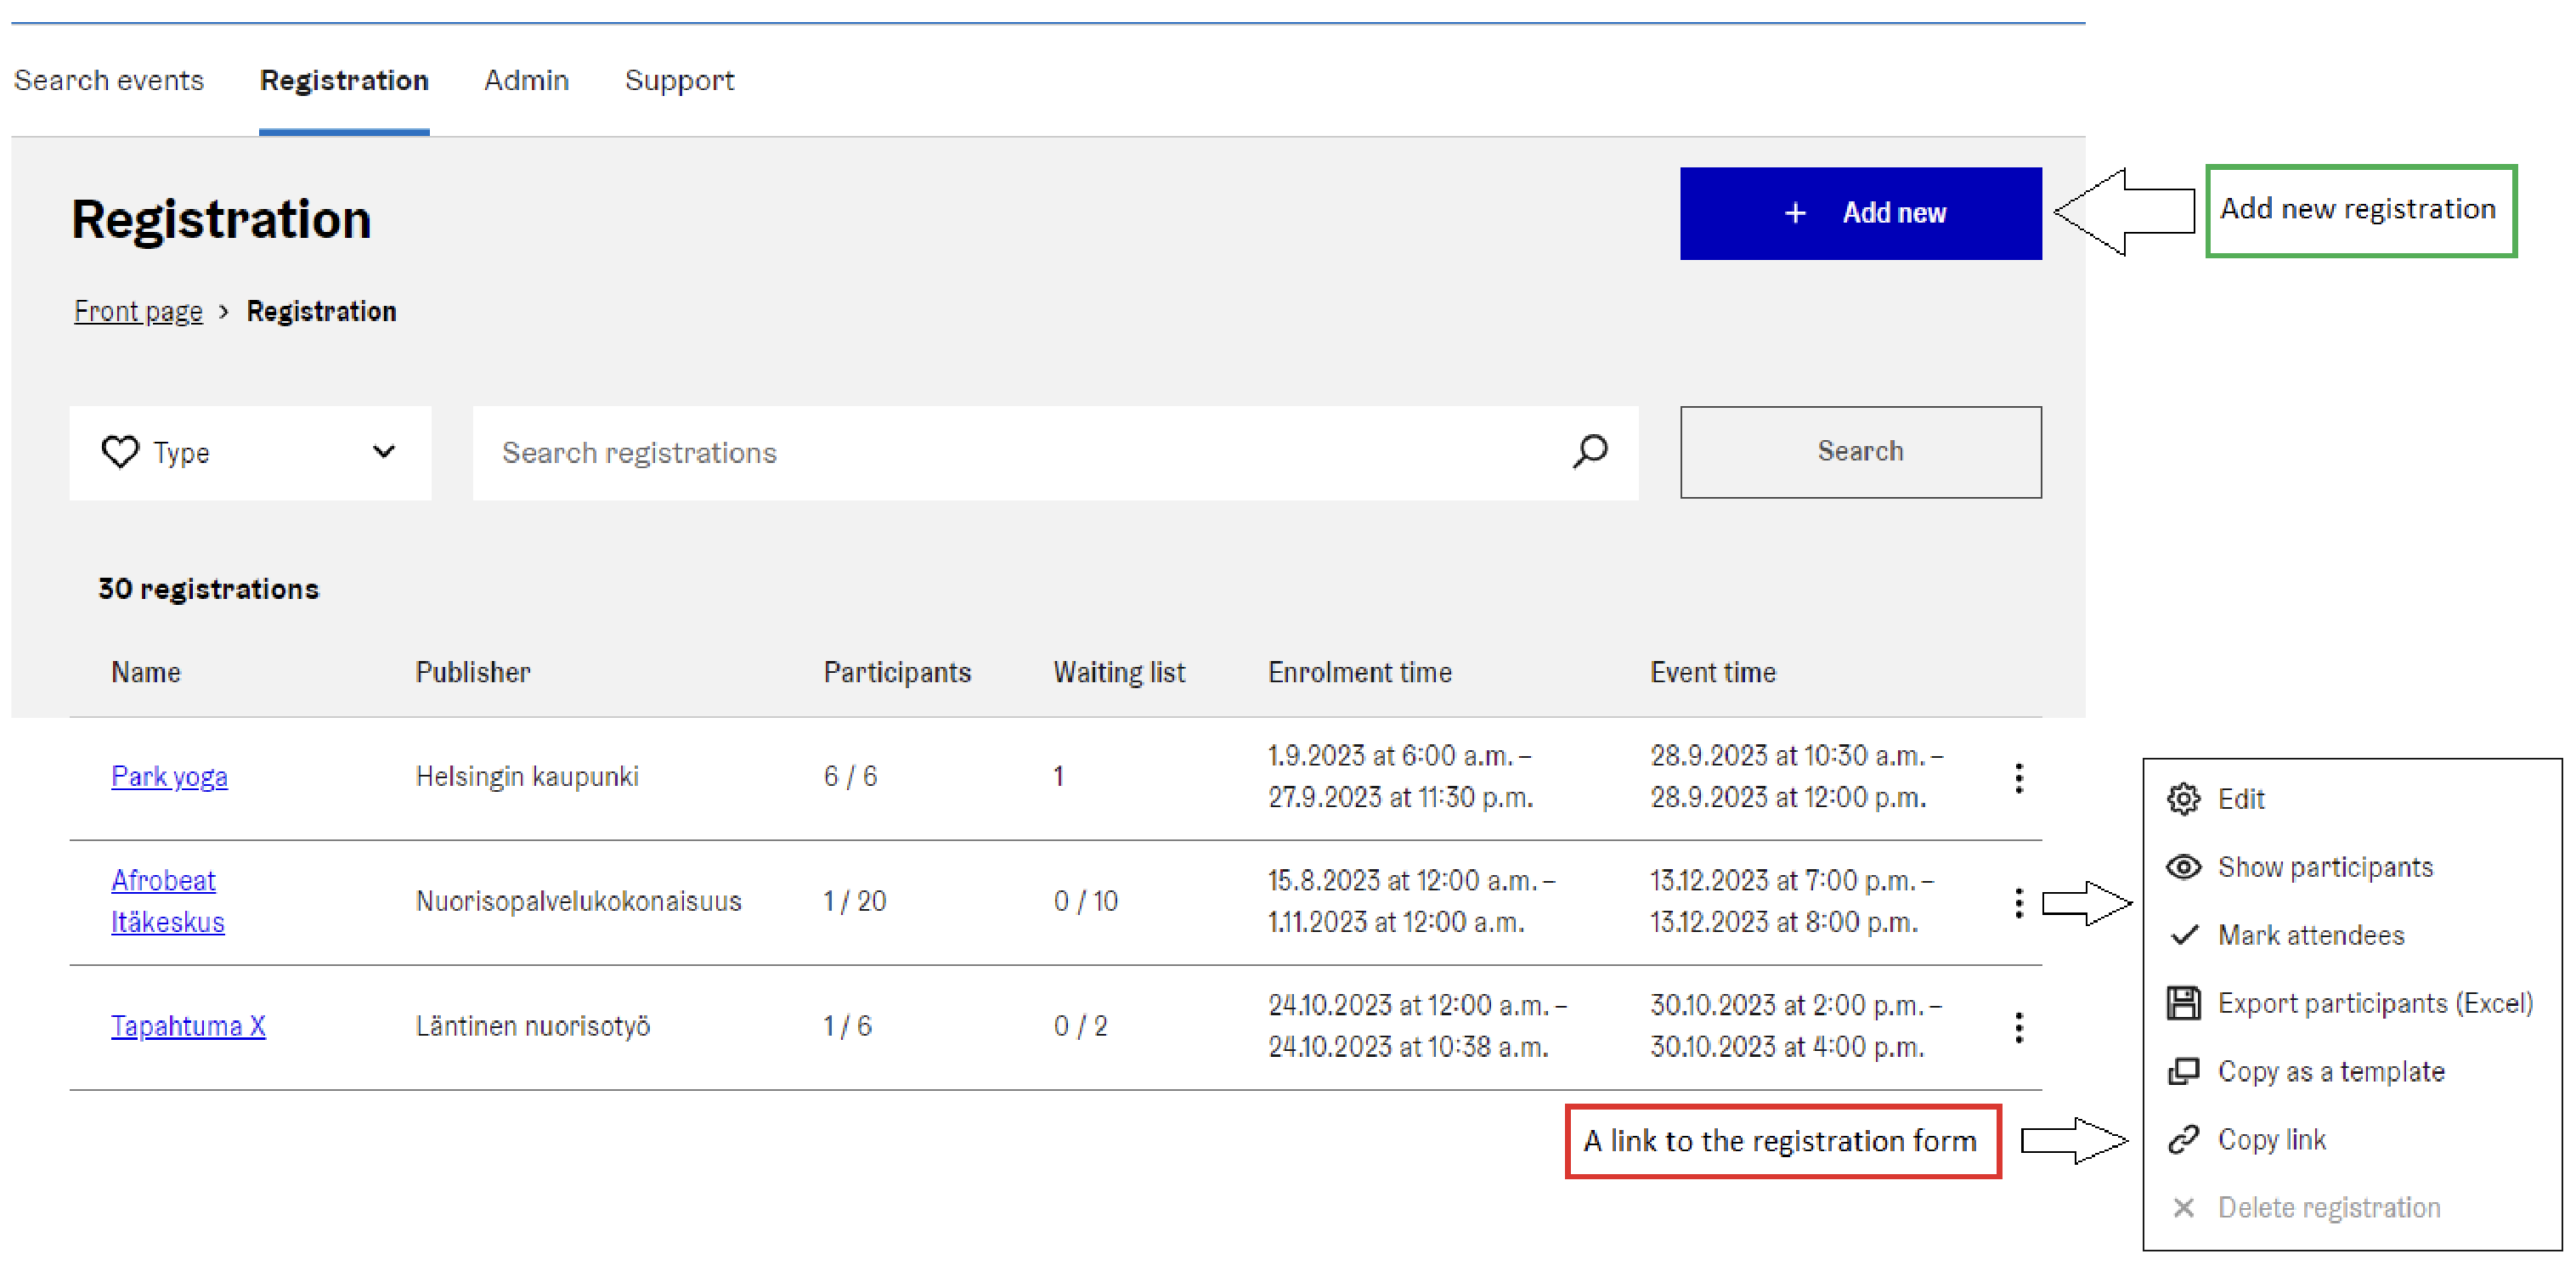 Search events Registration Admin Support
Registration
+ Add new
Add new registration
Front page > Registration
Type
Search registrations
Search
30 registrations
Name Publisher Participants Waiting list Enrolment time Event time
Park yoga Helsingin kaupunki 6 / 6 1 1.9.2023 at 6:00 a.m. – 28.9.2023 at 10:30 a.m. –
27.9.2023 at 11:30 p.m. 28.9.2023 at 12:00 p.m.
Afrobeat Nuorisopalvelukokonaisuus 1 / 20 0 / 10 15.8.2023 at 12:00 a.m. – 13.12.2023 at 7:00 p.m. –
Itäkeskus 1.11.2023 at 12:00 a.m. 13.12.2023 at 8:00 p.m.
Tapahtuma X Läntinen nuorisotyö 1 / 6 0 / 2 24.10.2023 at 12:00 a.m. – 30.10.2023 at 2:00 p.m. –
24.10.2023 at 10:38 a.m. 30.10.2023 at 4:00 p.m.
A link to the registration form
Edit
Show participants
Mark attendees
Export participants (Excel)
Copy as a template
Copy link
Delete registration